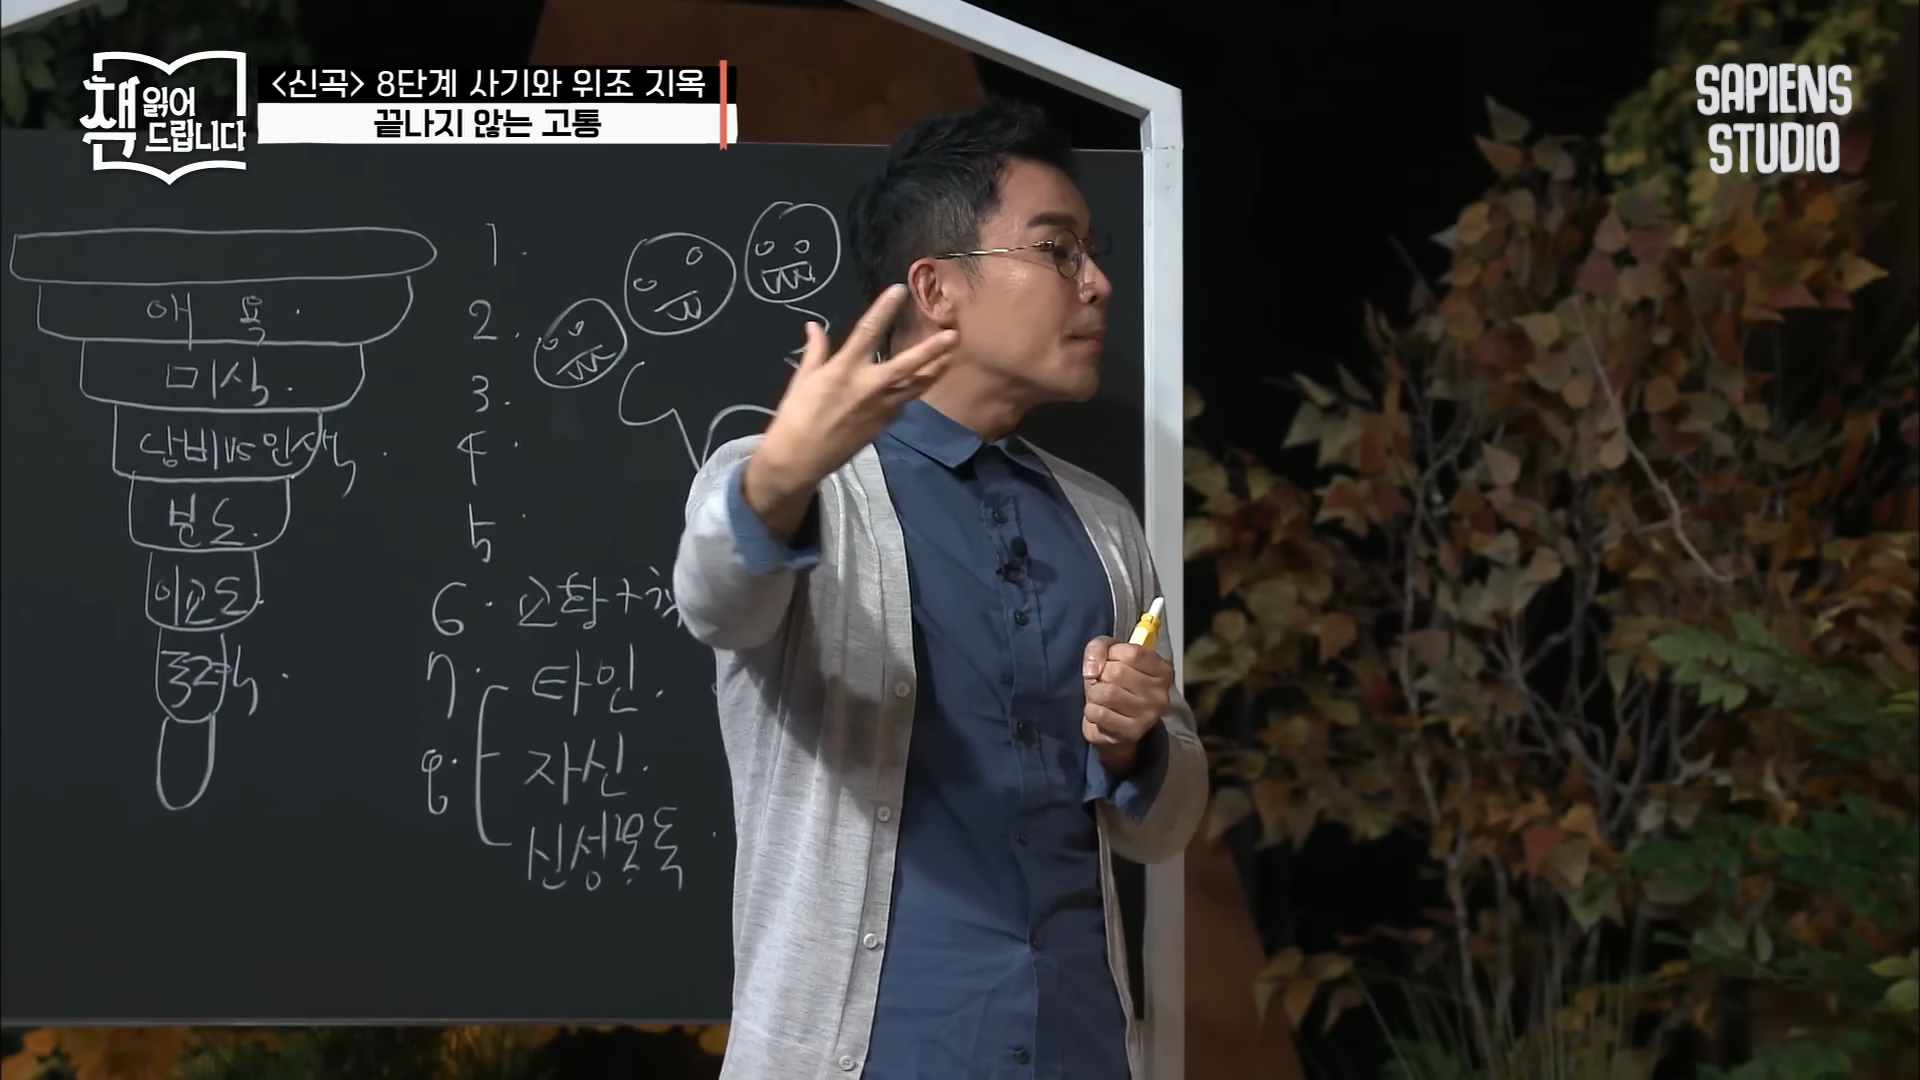 책 읽어 드립니다
<신곡> 8단계 사기와 위조 지옥
끝나지 않는 고통
SAPIENS
STUDIO
애욕.
미식.
낭비vs인색.
분노.
이교도.
폭력.
1.
2.
3.
4.
5.
6. 교황+
7. 타인.
8. 자신.
신성모독